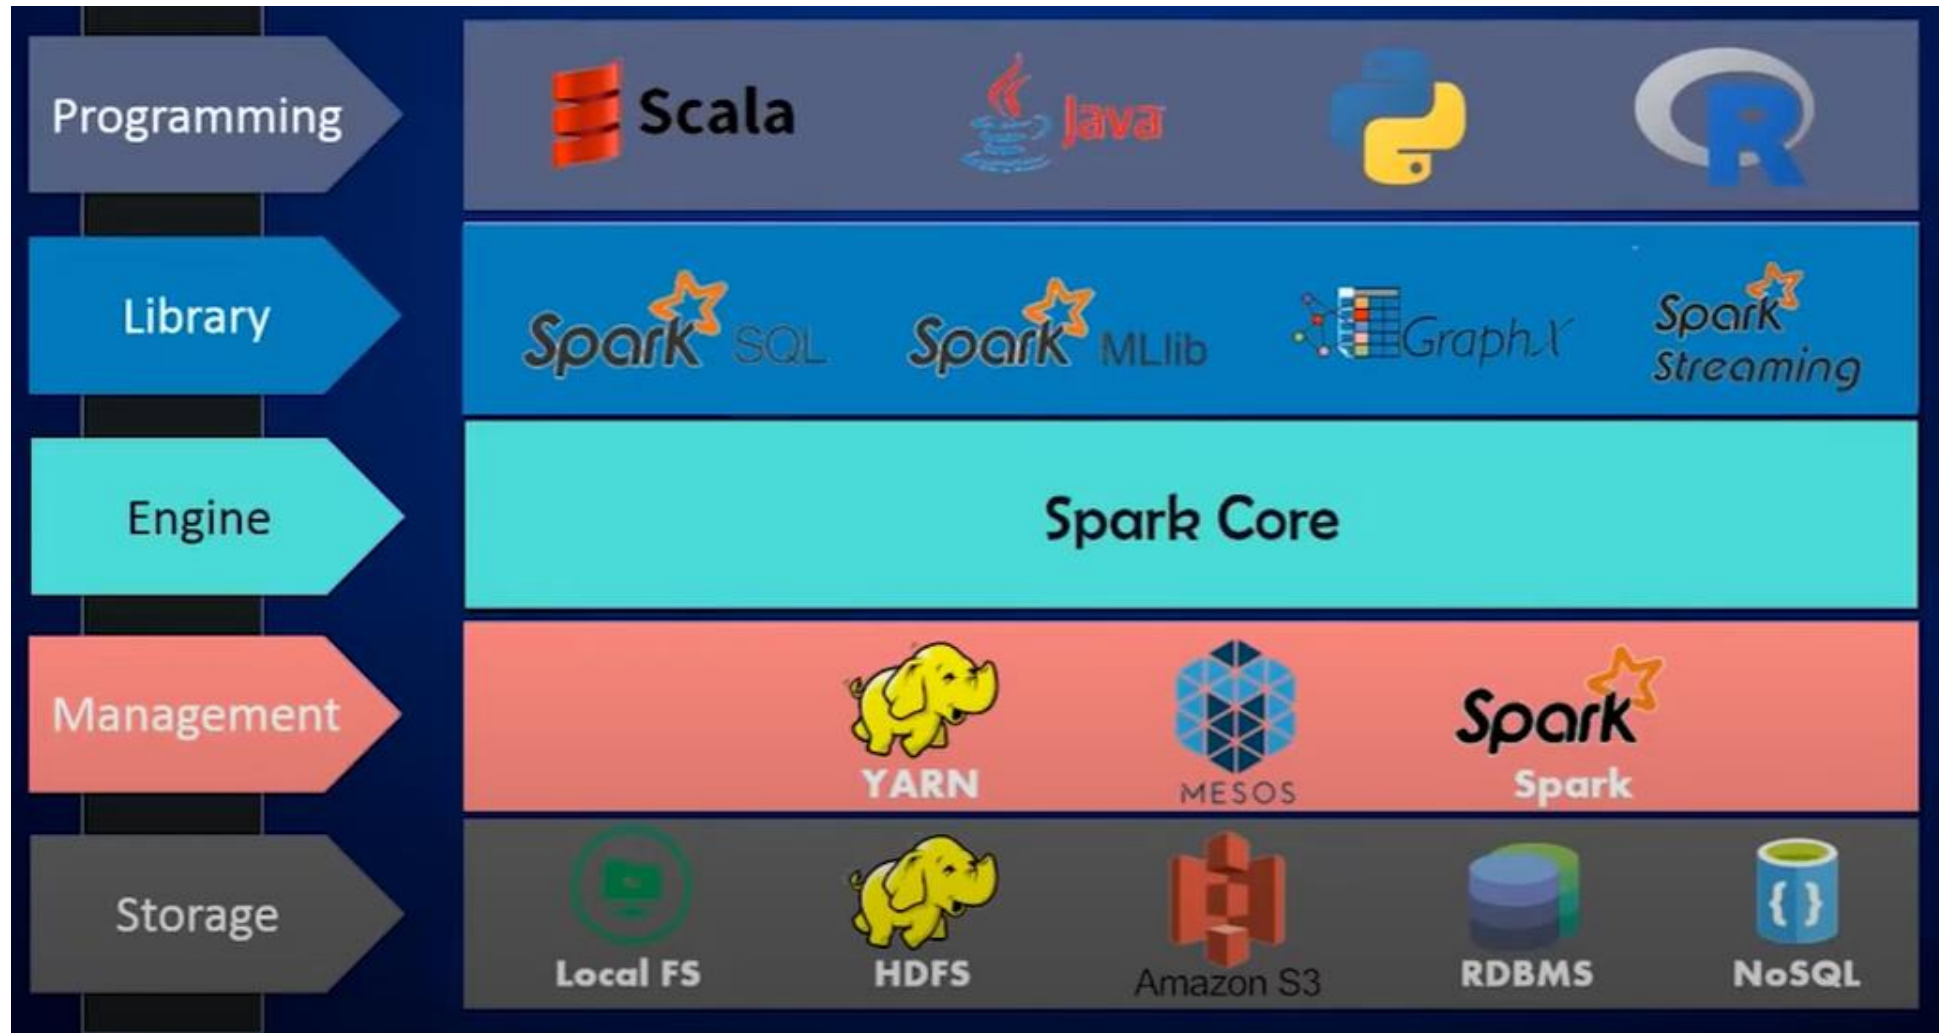 Programming
Scala
Java
R
Library
Spark SQL
Spark MLlib
GraphX
Spark
Streaming
Engine
Spark Core
Management
YARN
MESOS
Spark
Spark
Storage
Local FS
HDFS
Amazon S3
RDBMS
{ }
NoSQL